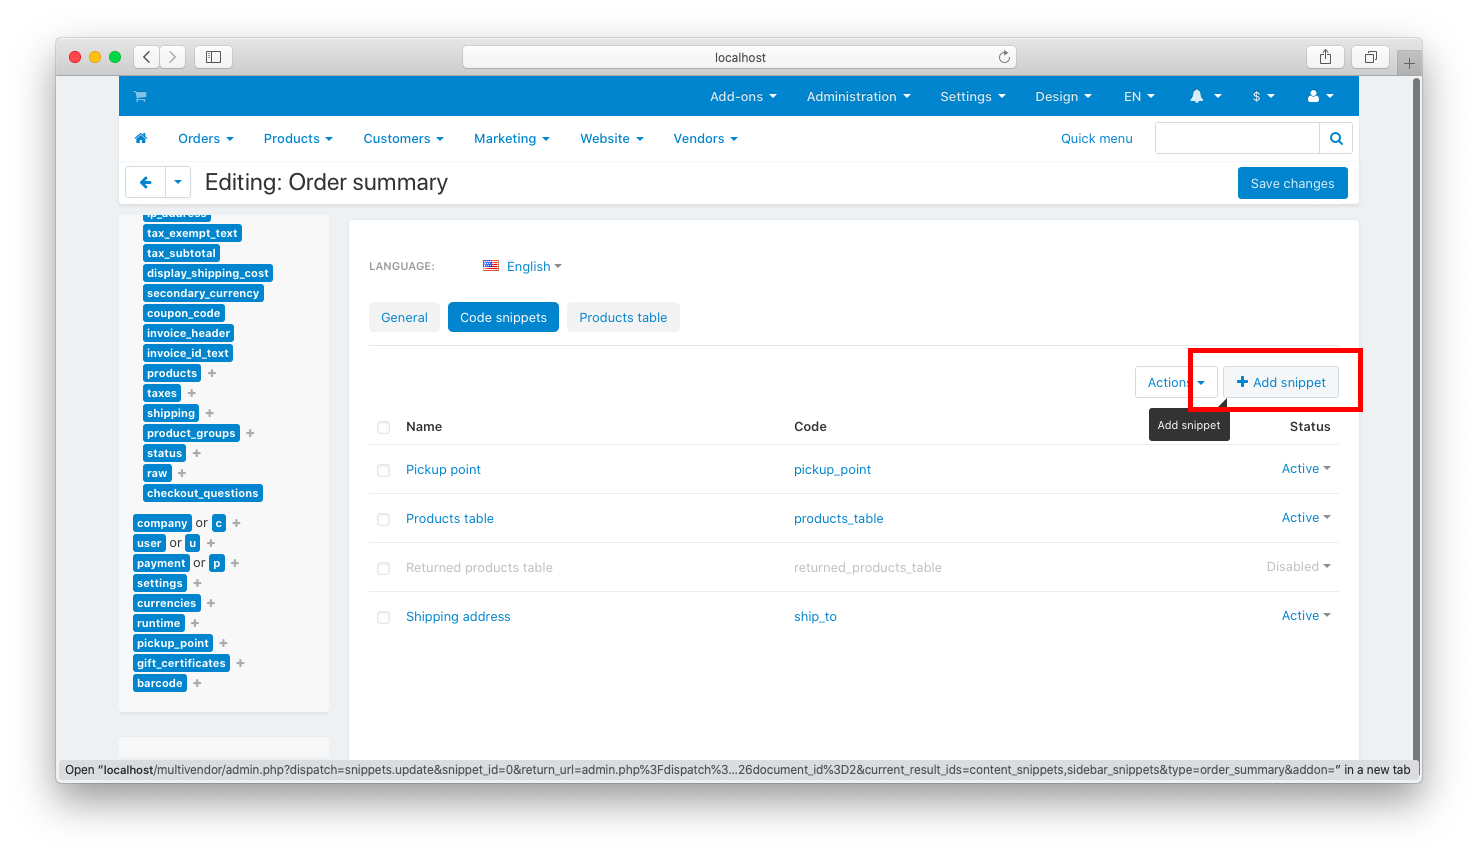 localhost
Add-ons Administration Settings Design EN $
Orders Products Customers Marketing Website Vendors Quick menu
Editing: Order summary Save changes
ip_address
tax_exempt_text
tax_subtotal
display_shipping_cost
secondary_currency
coupon_code
invoice_header
invoice_id_text
products +
taxes +
shipping +
product_groups +
status +
raw +
checkout_questions
company or c +
user or u +
payment or p +
settings +
currencies +
runtime +
pickup_point +
gift_certificates +
barcode +
LANGUAGE: English
General Code snippets Products table
Actions + Add snippet
Add snippet
Name Code Status
Pickup point pickup_point Active
Products table products_table Active
Returned products table returned_products_table Disabled
Shipping address ship_to Active
Open “localhost/multivendor/admin.php?dispatch=snippets.update&snippet_id=0&return_url=admin.php%3Fdispatch%3...26document_id%3D2&current_result_ids=content_snippets,sidebar_snippets&type=order_summary&addon=” in a new tab